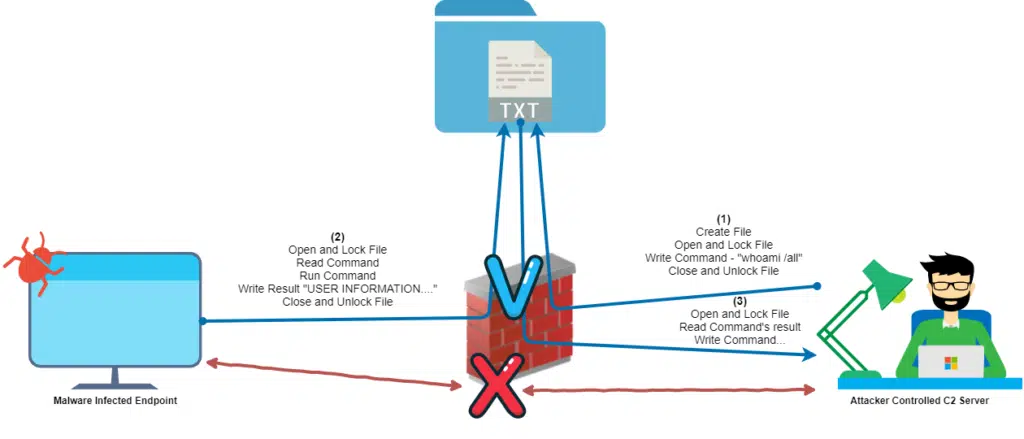 TXT
(1)
Create File
Open and Lock File
Write Command - "whoami /all"
Close and Unlock File
(2)
Open and Lock File
Read Command
Run Command
Write Result "USER INFORMATION...."
Close and Unlock File
V
(3)
Open and Lock File
Read Command's result
Write Command...
X
Malware Infected Endpoint
Attacker Controlled C2 Server